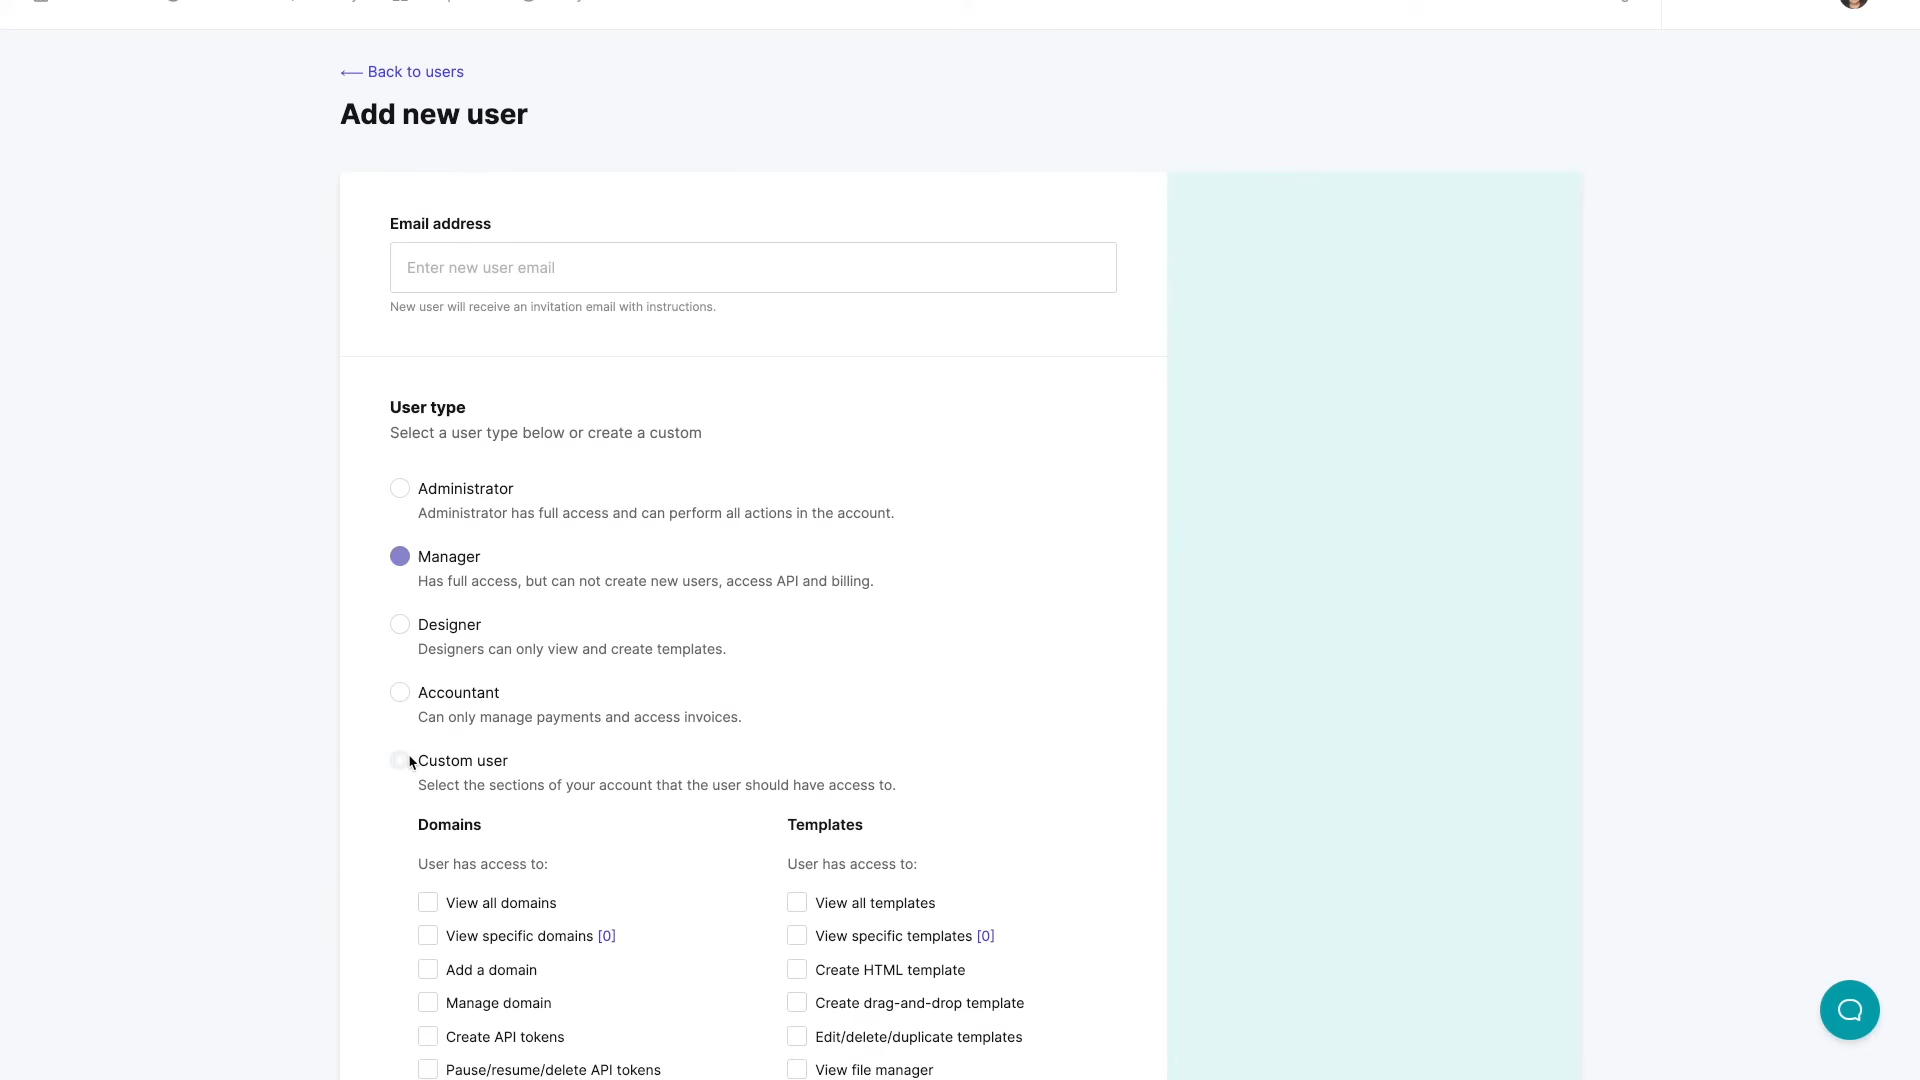 ⟵ Back to users
Add new user
Email address
Enter new user email
New user will receive an invitation email with instructions.
User type
Select a user type below or create a custom
Administrator
Administrator has full access and can perform all actions in the account.
Manager
Has full access, but can not create new users, access API and billing.
Designer
Designers can only view and create templates.
Accountant
Can only manage payments and access invoices.
Custom user
Select the sections of your account that the user should have access to.
Domains
User has access to:
View all domains
View specific domains [0]
Add a domain
Manage domain
Create API tokens
Pause/resume/delete API tokens
Templates
User has access to:
View all templates
View specific templates [0]
Create HTML template
Create drag-and-drop template
Edit/delete/duplicate templates
View file manager